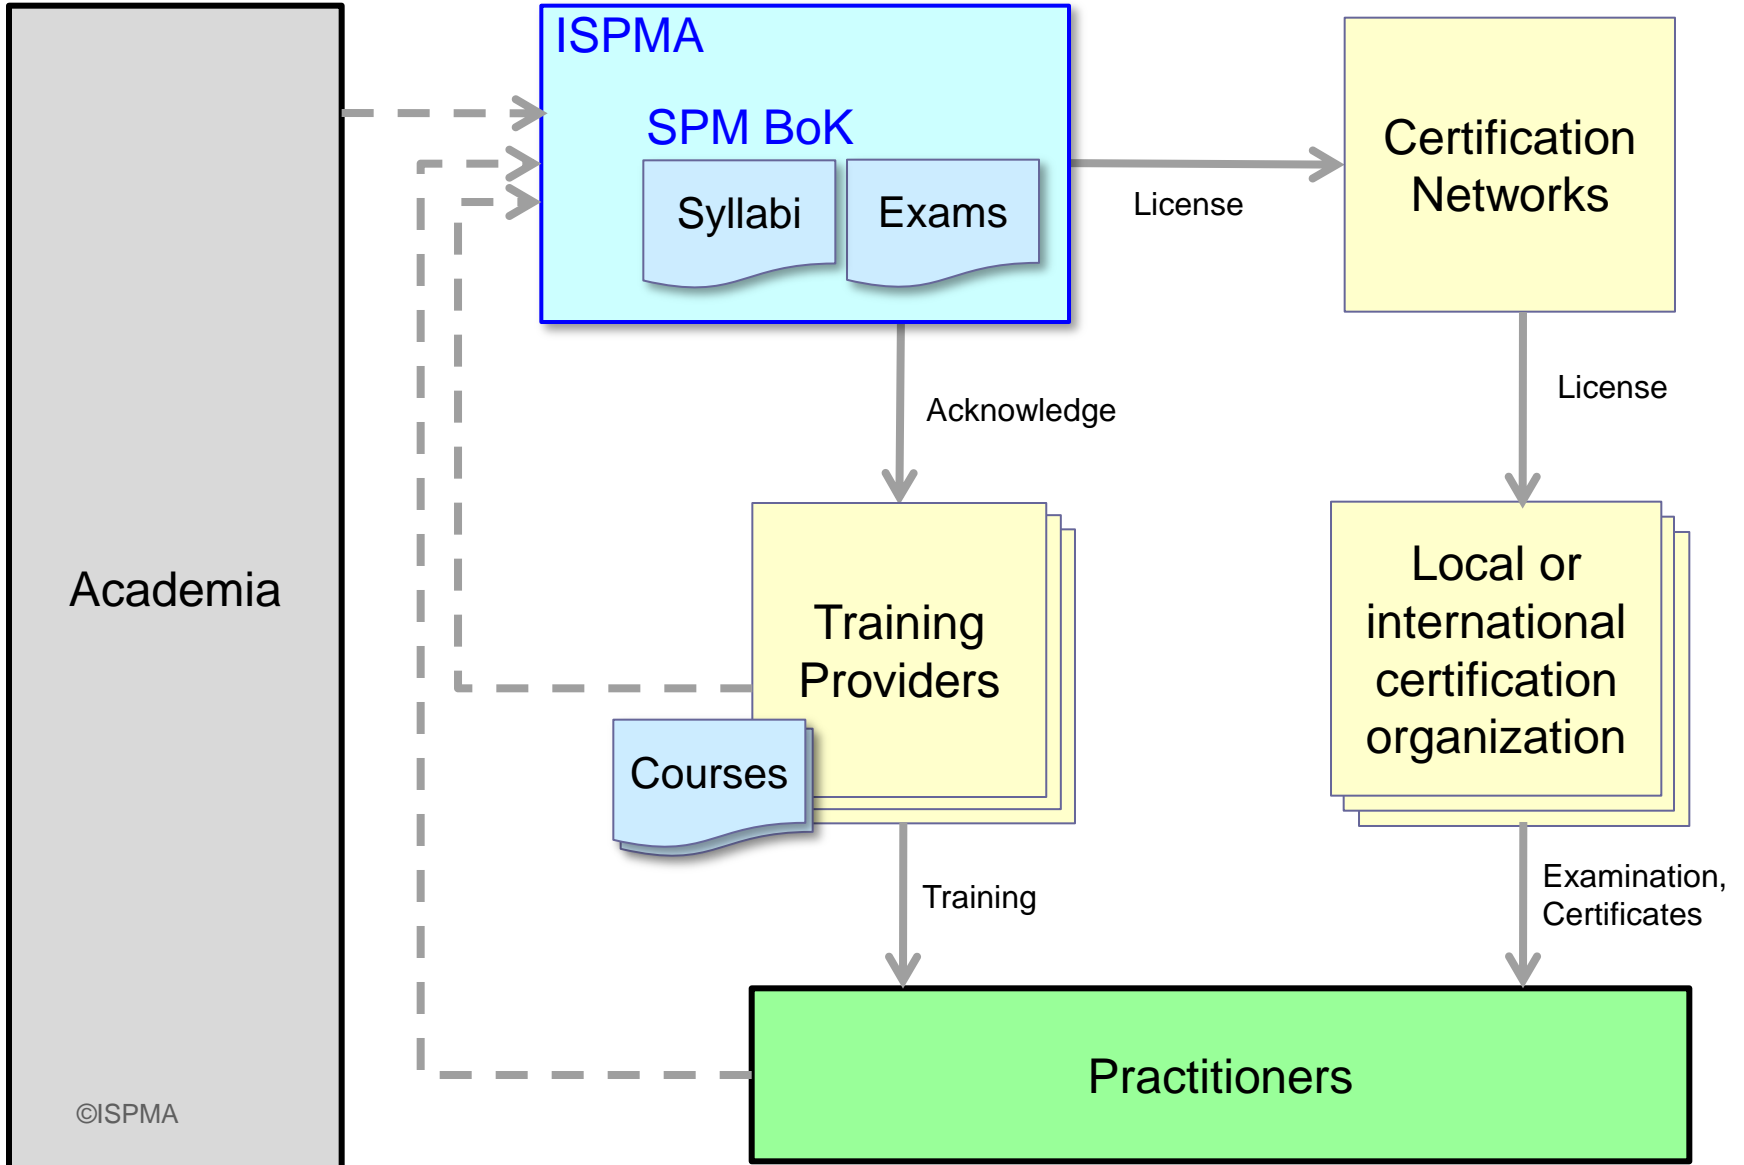 ISPMA
SPM BoK
Syllabi
Exams
License
Certification
Networks
Acknowledge
License
Academia
Training
Providers
Courses
Local or
international
certification
organization
Training
Examination,
Certificates
Practitioners
©ISPMA